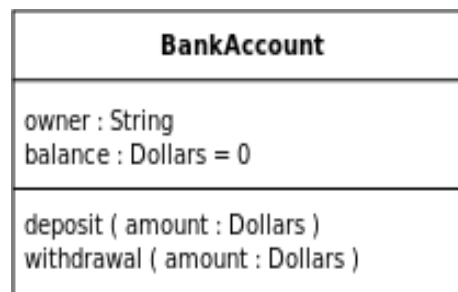 BankAccount
owner : String
balance : Dollars = 0
deposit ( amount : Dollars )
withdrawal ( amount : Dollars )